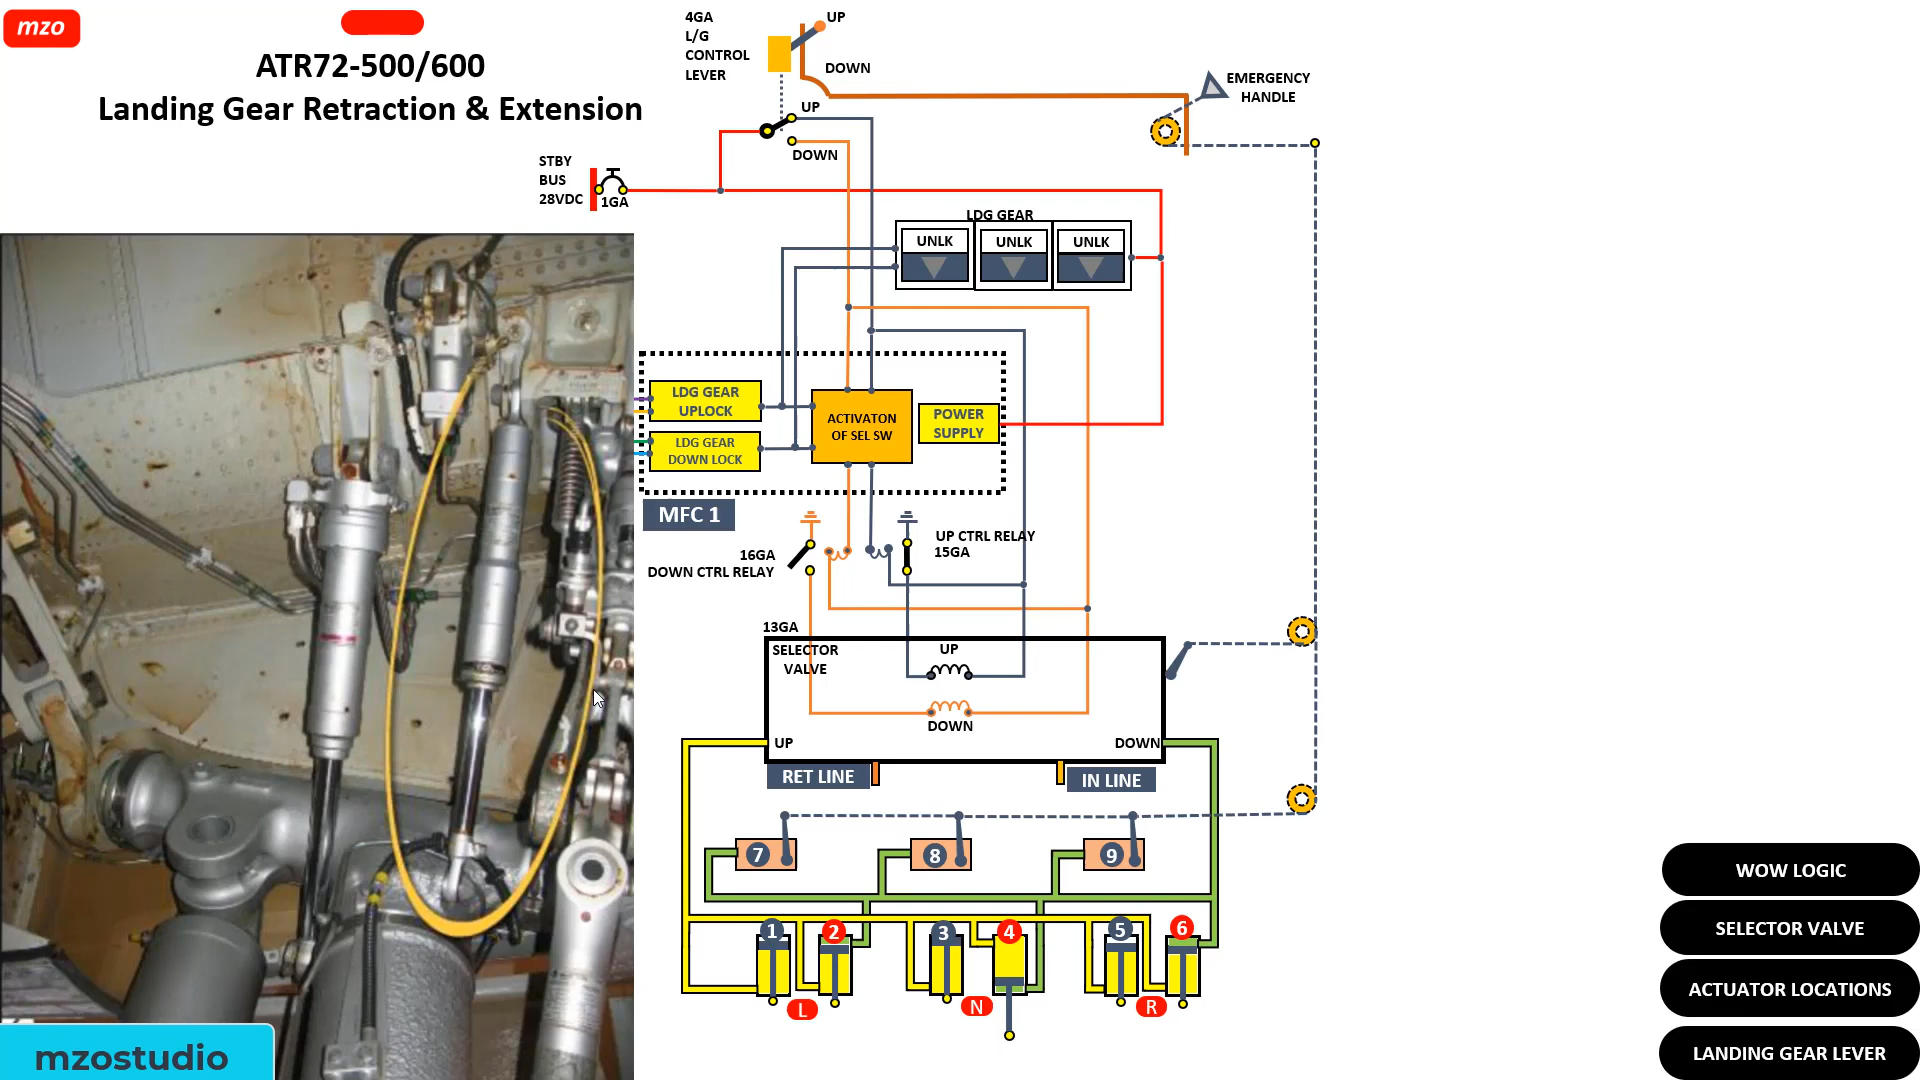 mzo
ATR72-500/600
Landing Gear Retraction & Extension
4GA
L/G
CONTROL
LEVER
UP
DOWN
EMERGENCY
HANDLE
UP
DOWN
STBY
BUS
28VDC
1GA
LDG GEAR
UNLK
UNLK
UNLK
LDG GEAR
UPLOCK
LDG GEAR
DOWN LOCK
ACTIVATON
OF SEL SW
POWER
SUPPLY
MFC 1
16GA
DOWN CTRL RELAY
UP CTRL RELAY
15GA
13GA
SELECTOR
VALVE
UP
DOWN
UP
DOWN
RET LINE
IN LINE
7
8
9
1
2
3
4
5
6
L
N
R
WOW LOGIC
SELECTOR VALVE
ACTUATOR LOCATIONS
LANDING GEAR LEVER
mzostudio